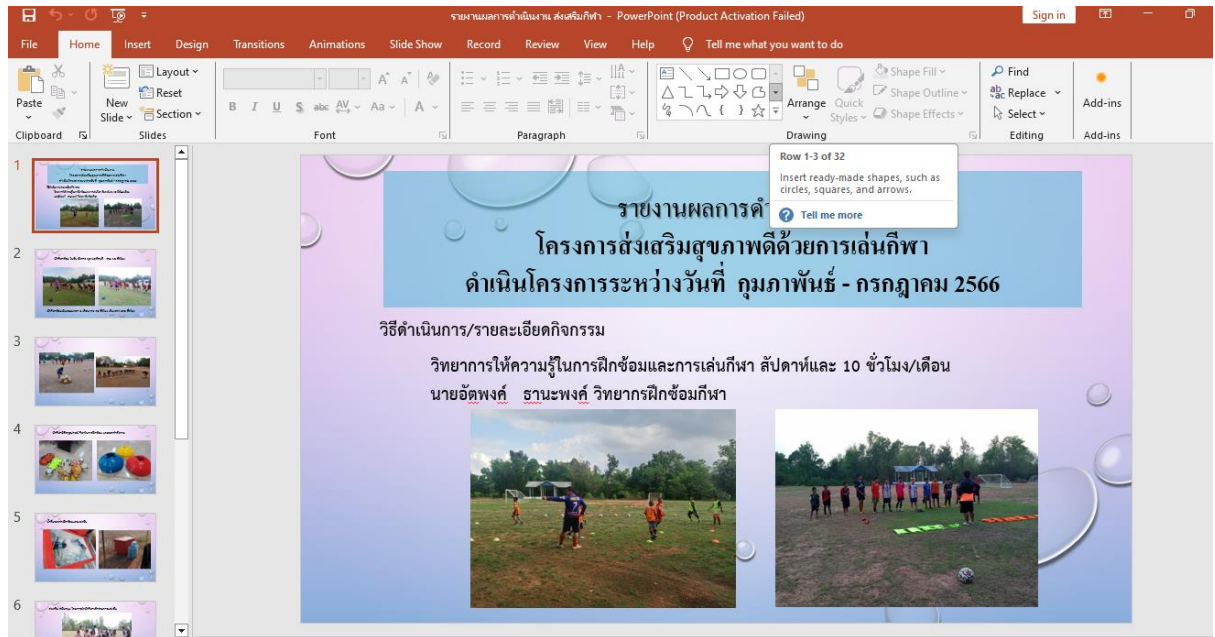 รายงานผลการดำเนินงาน ส่งเสริมกีฬา - PowerPoint (Product Activation Failed)
Sign in
File Home Insert Design Transitions Animations Slide Show Record Review View Help Tell me what you want to do
Paste
Clipboard
New Slide
Layout
Reset
Section
Slides
B I U S abc AV Aa A
Font
Paragraph
Arrange
Quick Styles
Shape Fill
Shape Outline
Shape Effects
Drawing
Find
Replace
Select
Editing
Add-ins
Add-ins
Row 1-3 of 32
Insert ready-made shapes, such as
circles, squares, and arrows.
Tell me more
1
2
3
4
5
6
รายงานผลการดำ
โครงการส่งเสริมสุขภาพดีด้วยการเล่นกีฬา
ดำเนินโครงการระหว่างวันที่ กุมภาพันธ์ - กรกฎาคม 2566
วิธีดำเนินการ/รายละเอียดกิจกรรม
วิทยาการให้ความรู้ในการฝึกซ้อมและการเล่นกีฬา สัปดาห์และ 10 ชั่วโมง/เดือน
นายอัตพงค์ ธานะพงค์ วิทยากรฝึกซ้อมกีฬา
7